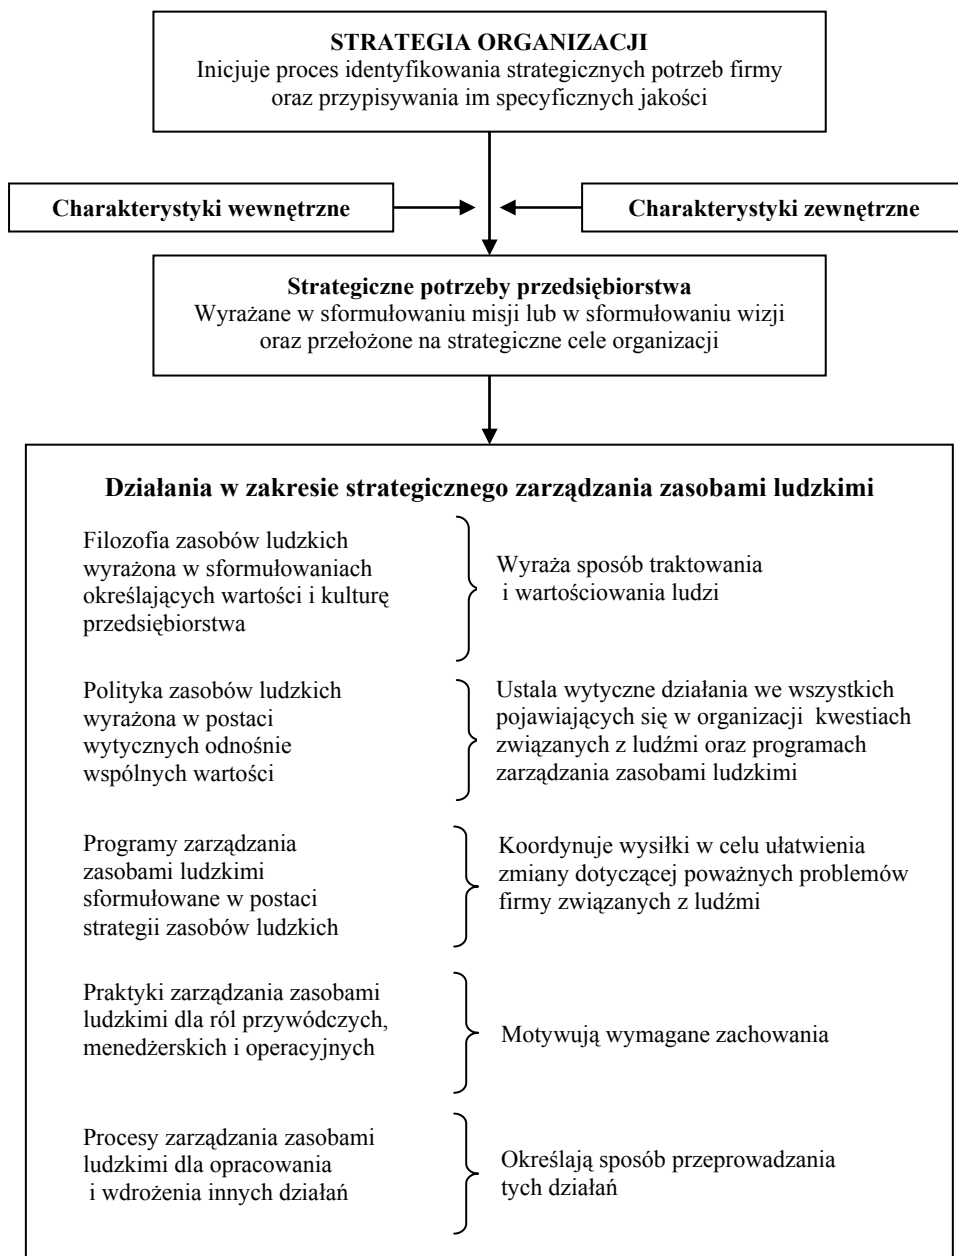 STRATEGIA ORGANIZACJI
Inicjuje proces identyfikowania strategicznych potrzeb firmy
oraz przypisywania im specyficznych jakości
Charakterystyki wewnętrzne
Charakterystyki zewnętrzne
Strategiczne potrzeby przedsiębiorstwa
Wyrażane w sformułowaniu misji lub w sformułowaniu wizji
oraz przełożone na strategiczne cele organizacji
Działania w zakresie strategicznego zarządzania zasobami ludzkimi
Filozofia zasobów ludzkich
wyrażona w sformułowaniach
określających wartości i kulturę
przedsiębiorstwa
Wyraża sposób traktowania
i wartościowania ludzi
Polityka zasobów ludzkich
wyrażona w postaci
wytycznych odnośnie
wspólnych wartości
Ustala wytyczne działania we wszystkich
pojawiających się w organizacji kwestiach
związanych z ludźmi oraz programach
zarządzania zasobami ludzkimi
Programy zarządzania
zasobami ludzkimi
sformułowane w postaci
strategii zasobów ludzkich
Koordynuje wysiłki w celu ułatwienia
zmiany dotyczącej poważnych problemów
firmy związanych z ludźmi
Praktyki zarządzania zasobami
ludzkimi dla ról przywódczych,
menedżerskich i operacyjnych
Motywują wymagane zachowania
Procesy zarządzania zasobami
ludzkimi dla opracowania
i wdrożenia innych działań
Określają sposób przeprowadzania
tych działań